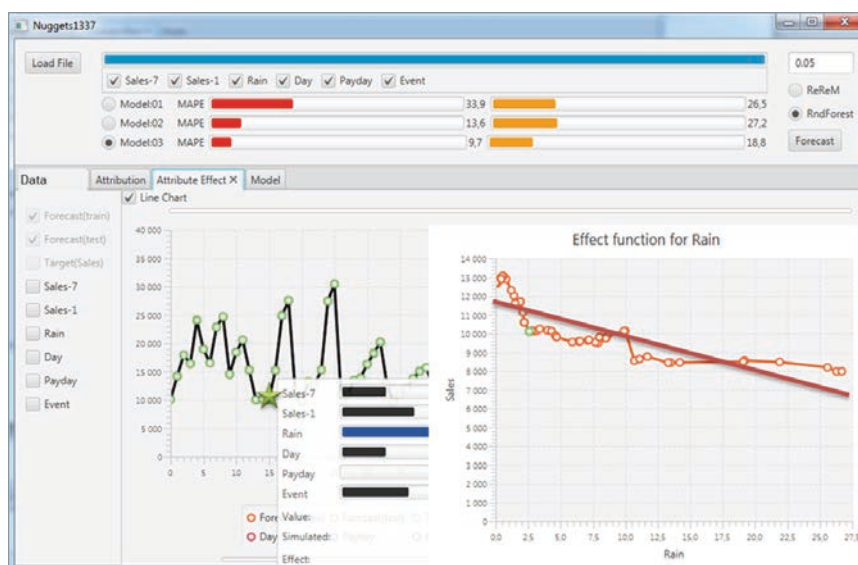 Nuggets1337
Load File
0.05
Sales-7 Sales-1 Rain Day Payday Event
ReReM
Model:01 MAPE 33,9 26,5
Model:02 MAPE 13,6 27,2
RndForest
Model:03 MAPE 9,7 18,8
Forecast
Data Attribution Attribute Effect X Model
Line Chart
Forecast(train)
Forecast(test)
Target(Sales)
Sales-7
Sales-1
Rain
Day
Payday
Event
40 000
35 000
30 000
25 000
20 000
15 000
10 000
5 000
0
0 5 10 15
Sales-7
Sales-1
Rain
Day
Payday
Event
Value:
Simulated:
Effect:
Day
Effect function for Rain
Sales
14 000
13 000
12 000
11 000
10 000
9 000
8 000
7 000
6 000
5 000
4 000
3 000
2 000
1 000
0
0,0 2,5 5,0 7,5 10,0 12,5 15,0 17,5 20,0 22,5 25,0 27,5
Rain